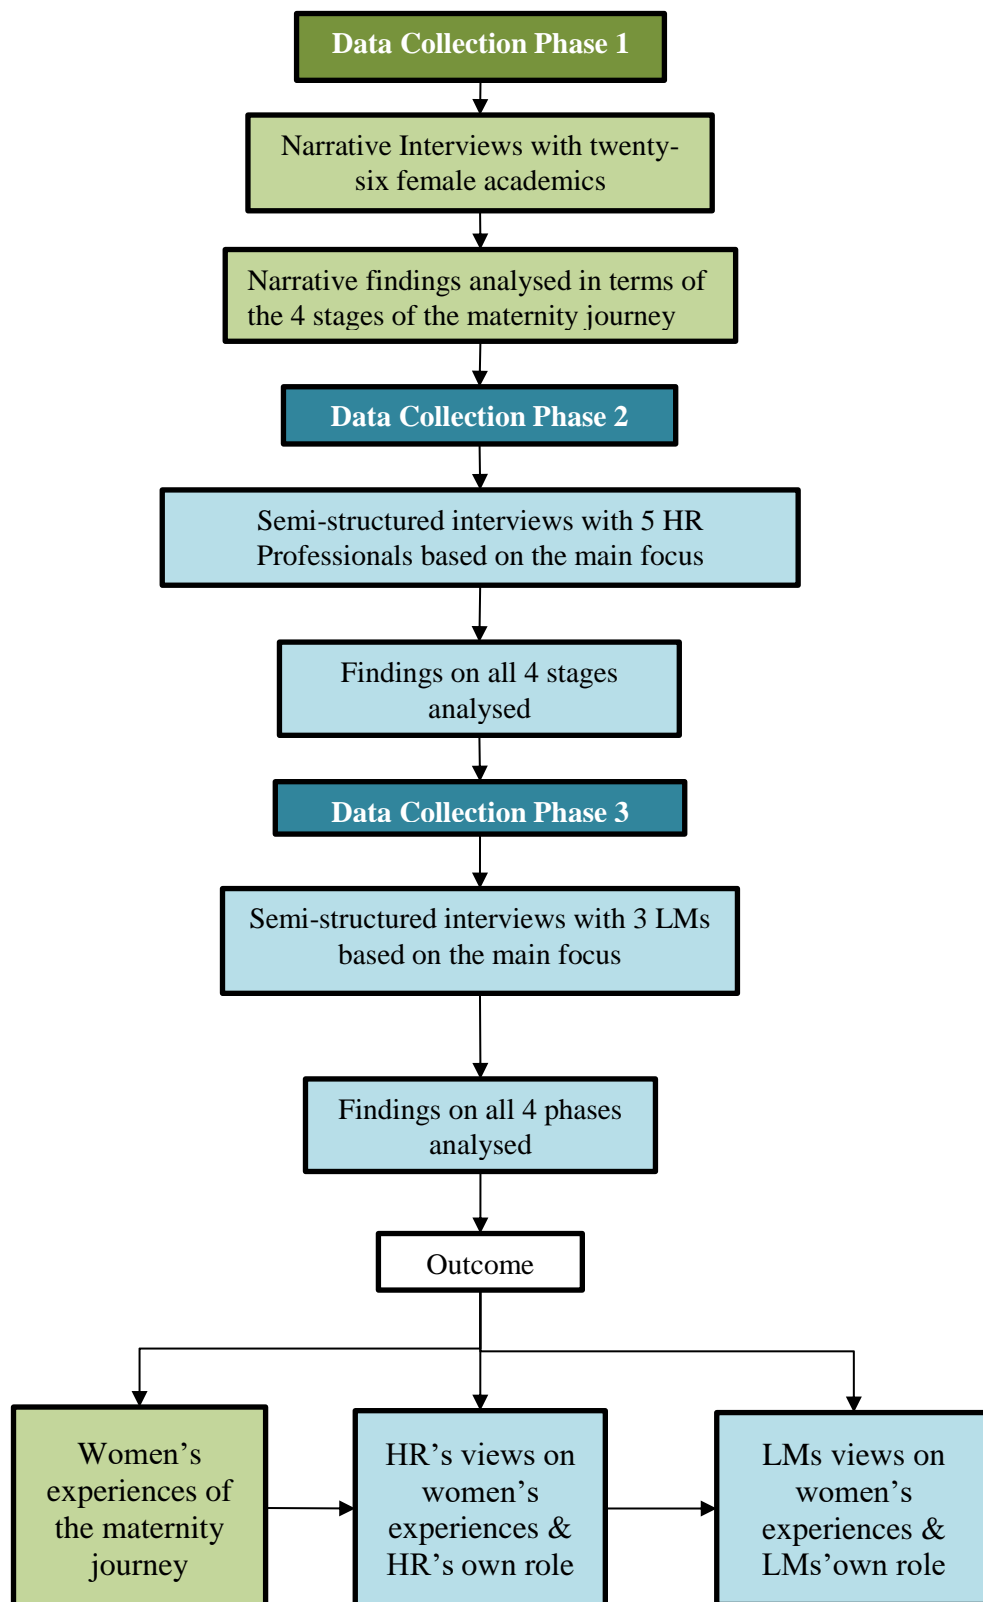 Data Collection Phase 1
Narrative Interviews with twenty-
six female academics
Narrative findings analysed in terms of
the 4 stages of the maternity journey
Data Collection Phase 2
Semi-structured interviews with 5 HR
Professionals based on the main focus
Findings on all 4 stages
analysed
Data Collection Phase 3
Semi-structured interviews with 3 LMs
based on the main focus
Findings on all 4 phases
analysed
Outcome
Women’s
experiences of
the maternity
journey
HR’s views on
women’s
experiences &
HR’s own role
LMs views on
women’s
experiences &
LMs’own role